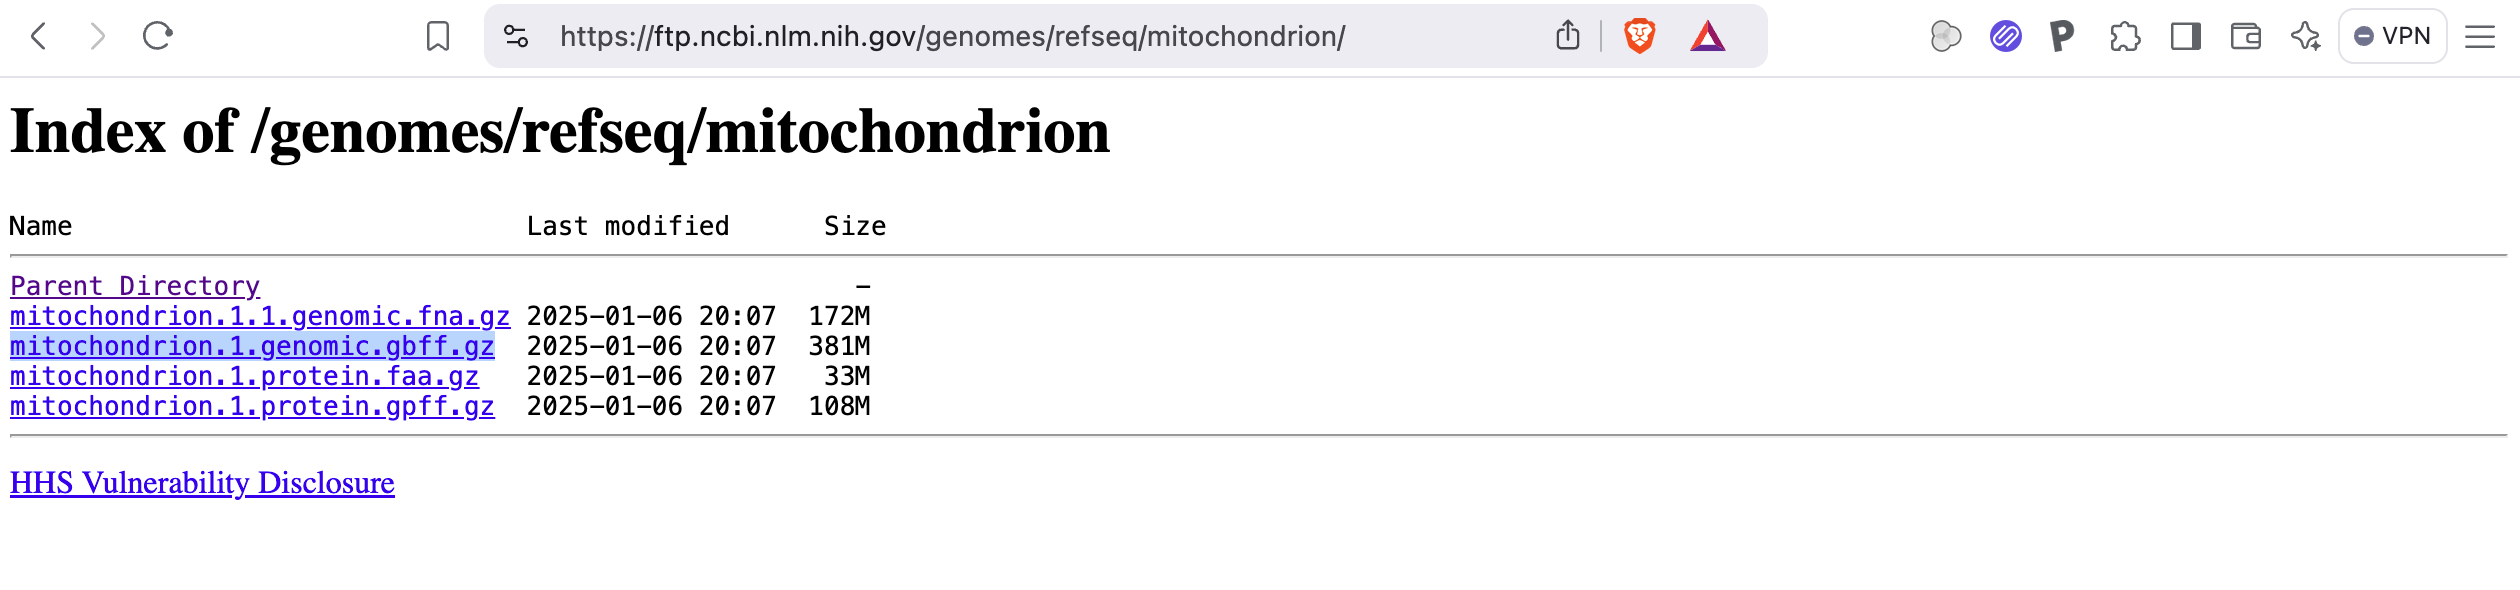 https://ftp.ncbi.nlm.nih.gov/genomes/refseq/mitochondrion/ VPN
Index of /genomes/refseq/mitochondrion
Name Last modified Size
Parent Directory -
mitochondrion.1.1.genomic.fna.gz 2025-01-06 20:07 172M
mitochondrion.1.genomic.gbff.gz 2025-01-06 20:07 381M
mitochondrion.1.protein.faa.gz 2025-01-06 20:07 33M
mitochondrion.1.protein.gpff.gz 2025-01-06 20:07 108M
HHS Vulnerability Disclosure